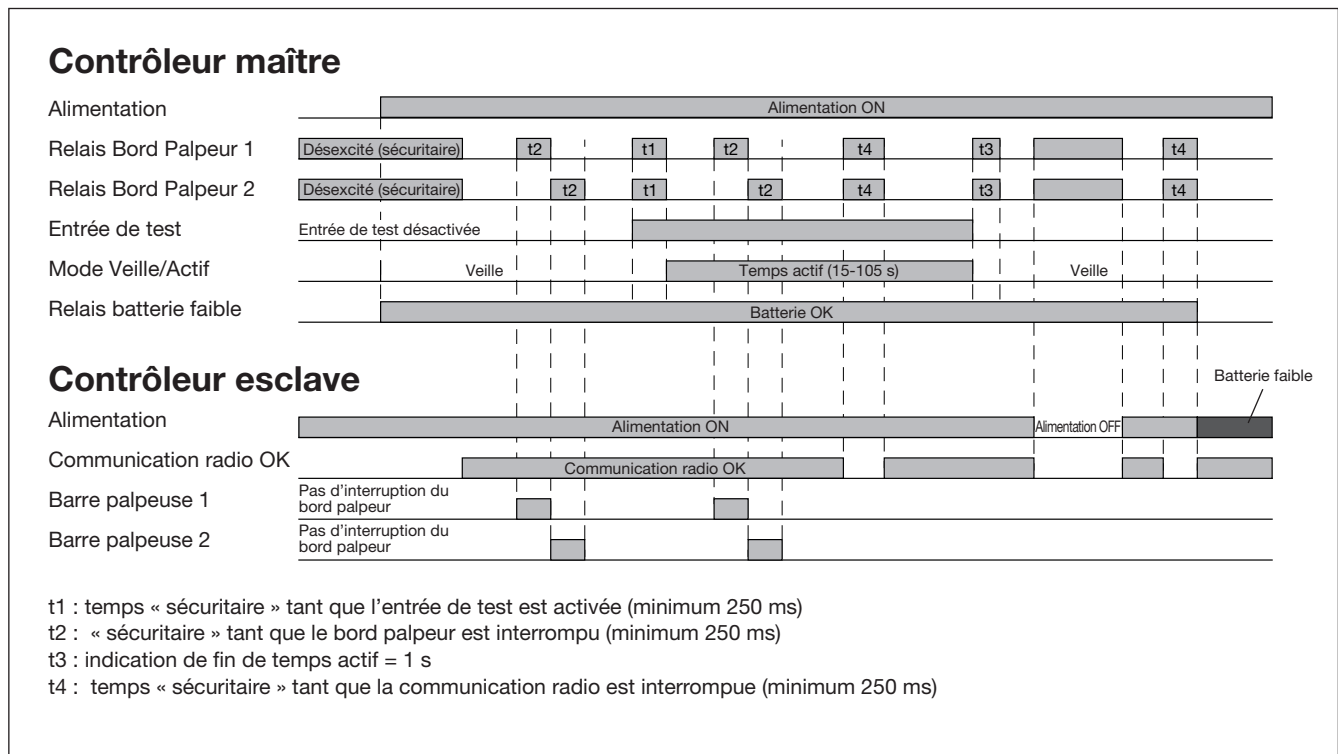 Contrôleur maître
Alimentation
Alimentation ON
Relais Bord Palpeur 1
Désexcité (sécuritaire)
t2
t1
t2
t4
t3
t4
Relais Bord Palpeur 2
Désexcité (sécuritaire)
t2
t1
t2
t4
t3
t4
Entrée de test
Entrée de test désactivée
Mode Veille/Actif
Veille
Temps actif (15-105 s)
Veille
Relais batterie faible
Batterie OK
Contrôleur esclave
Batterie faible
Alimentation
Alimentation ON
Alimentation OFF
Communication radio OK
Communication radio OK
Barre palpeuse 1
Pas d'interruption du
bord palpeur
Barre palpeuse 2
Pas d'interruption du
bord palpeur
t1 : temps « sécuritaire » tant que l'entrée de test est activée (minimum 250 ms)
t2 : « sécuritaire » tant que le bord palpeur est interrompu (minimum 250 ms)
t3 : indication de fin de temps actif = 1 s
t4 : temps « sécuritaire » tant que la communication radio est interrompue (minimum 250 ms)